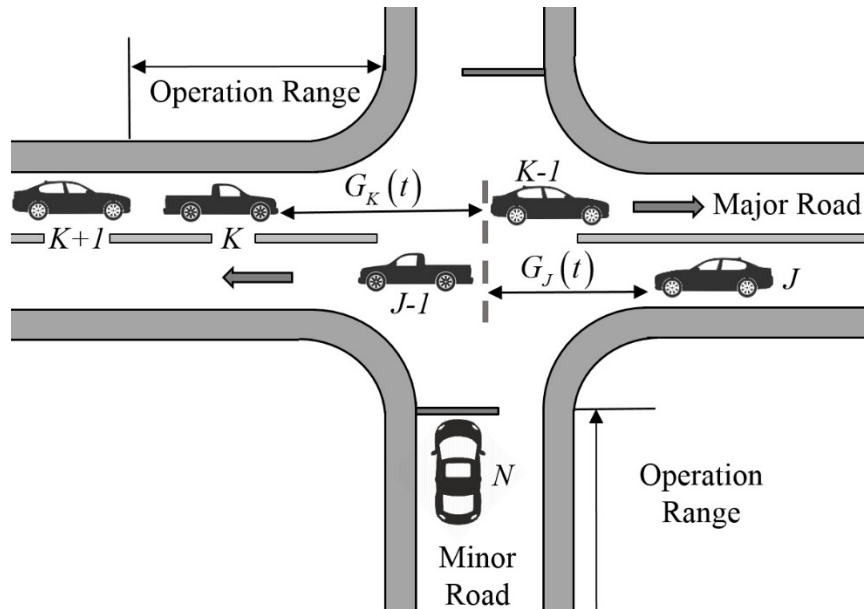 Operation Range
G_K(t)
K-1
Major Road
K+1
K
J-1
G_J(t)
J
N
Operation
Range
Minor
Road